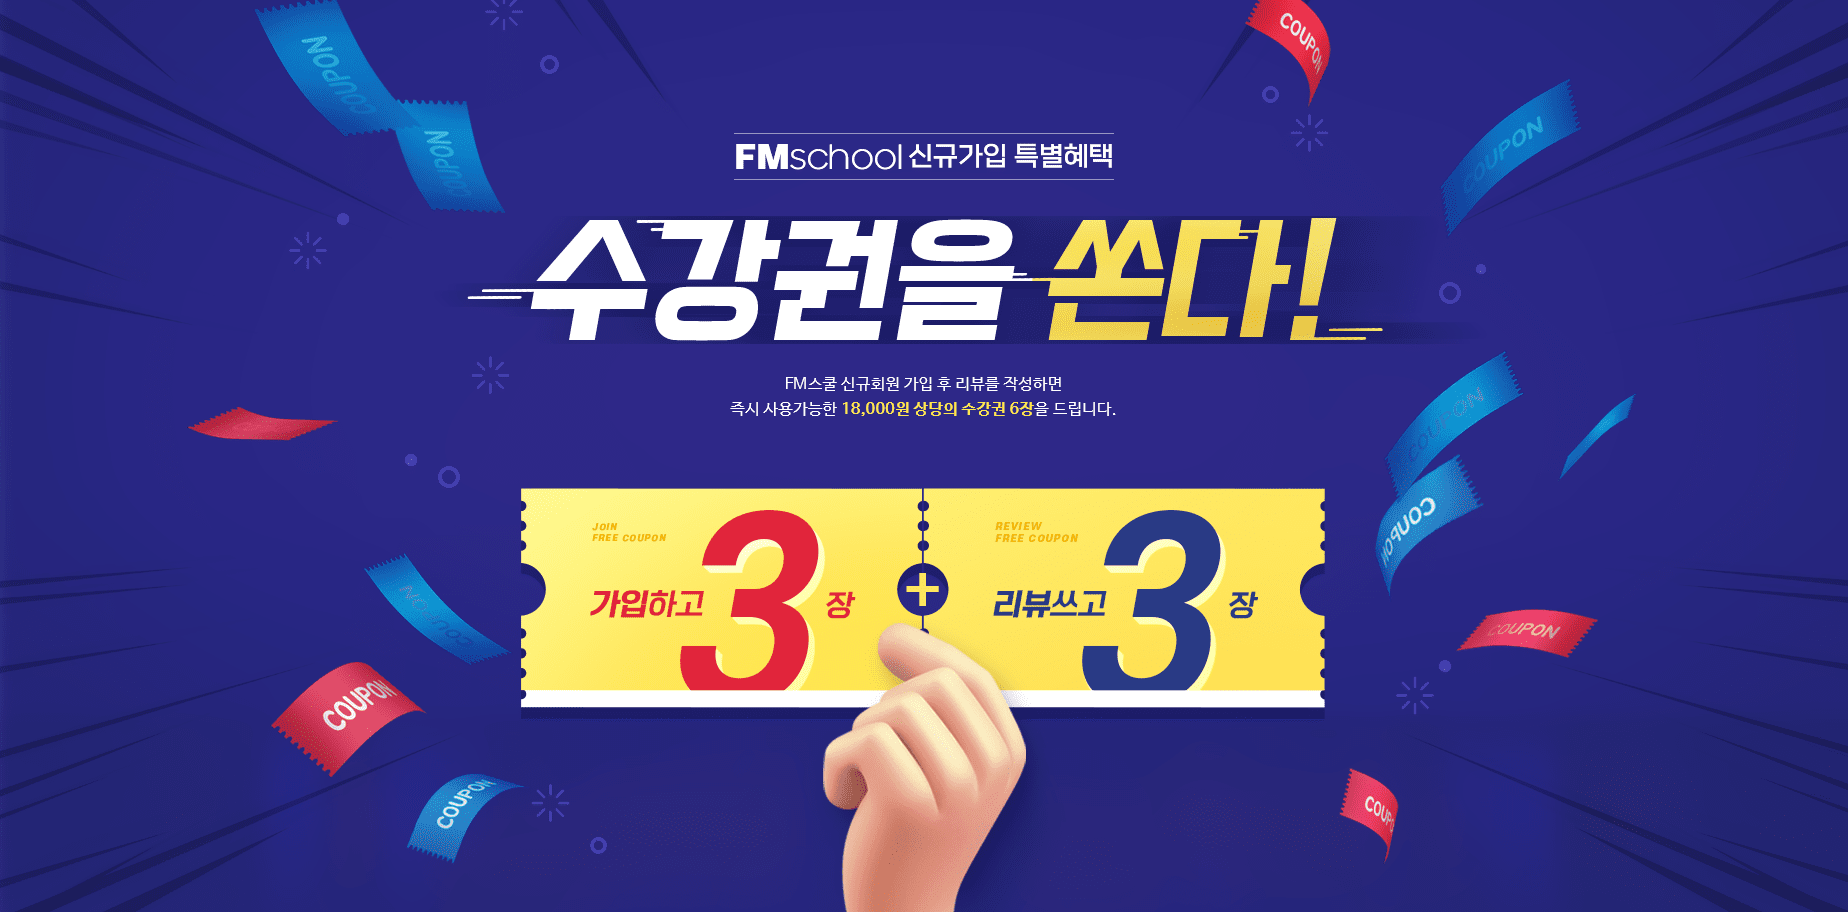 COUPON
COUPON
COUPON
COUPON
FMschool 신규가입 특별혜택
수강권을 쏜다!
FM스쿨 신규회원 가입 후 리뷰를 작성하면
즉시 사용가능한 18,000원 상당의 수강권 6장을 드립니다.
COUPON
COUPON
JOIN
FREE COUPON
가입하고 3 장
+
REVIEW
FREE COUPON
리뷰쓰고 3 장
COUPON
COUPON
COUPON